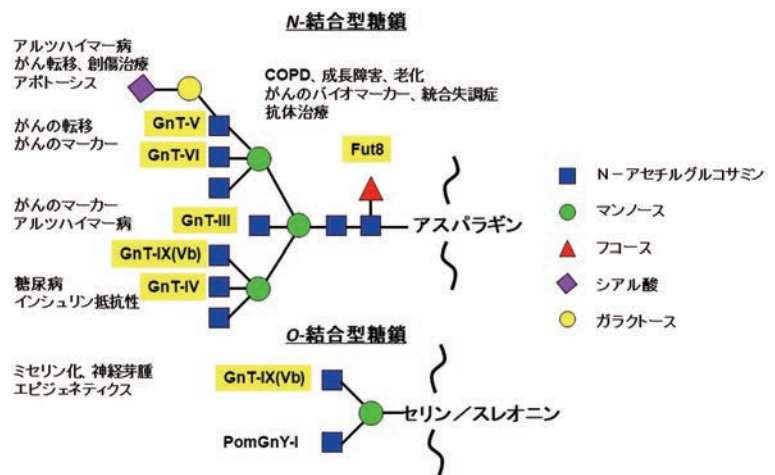 N-結合型糖鎖
アルツハイマー病
がん転移、創傷治療
アポトーシス
COPD、成長障害、老化
がんのバイオマーカー、統合失調症
抗体治療
GnT-V
がんの転移
がんのマーカー
GnT-VI
Fut8
がんのマーカー
アルツハイマー病
GnT-III
アスパラギン
GnT-IX(Vb)
糖尿病
インシュリン抵抗性
GnT-IV
N－アセチルグルコサミン
マンノース
フコース
シアル酸
ガラクトース
O-結合型糖鎖
ミセリン化、神経芽腫
エピジェネティクス
GnT-IX(Vb)
セリン／スレオニン
PomGnY-I